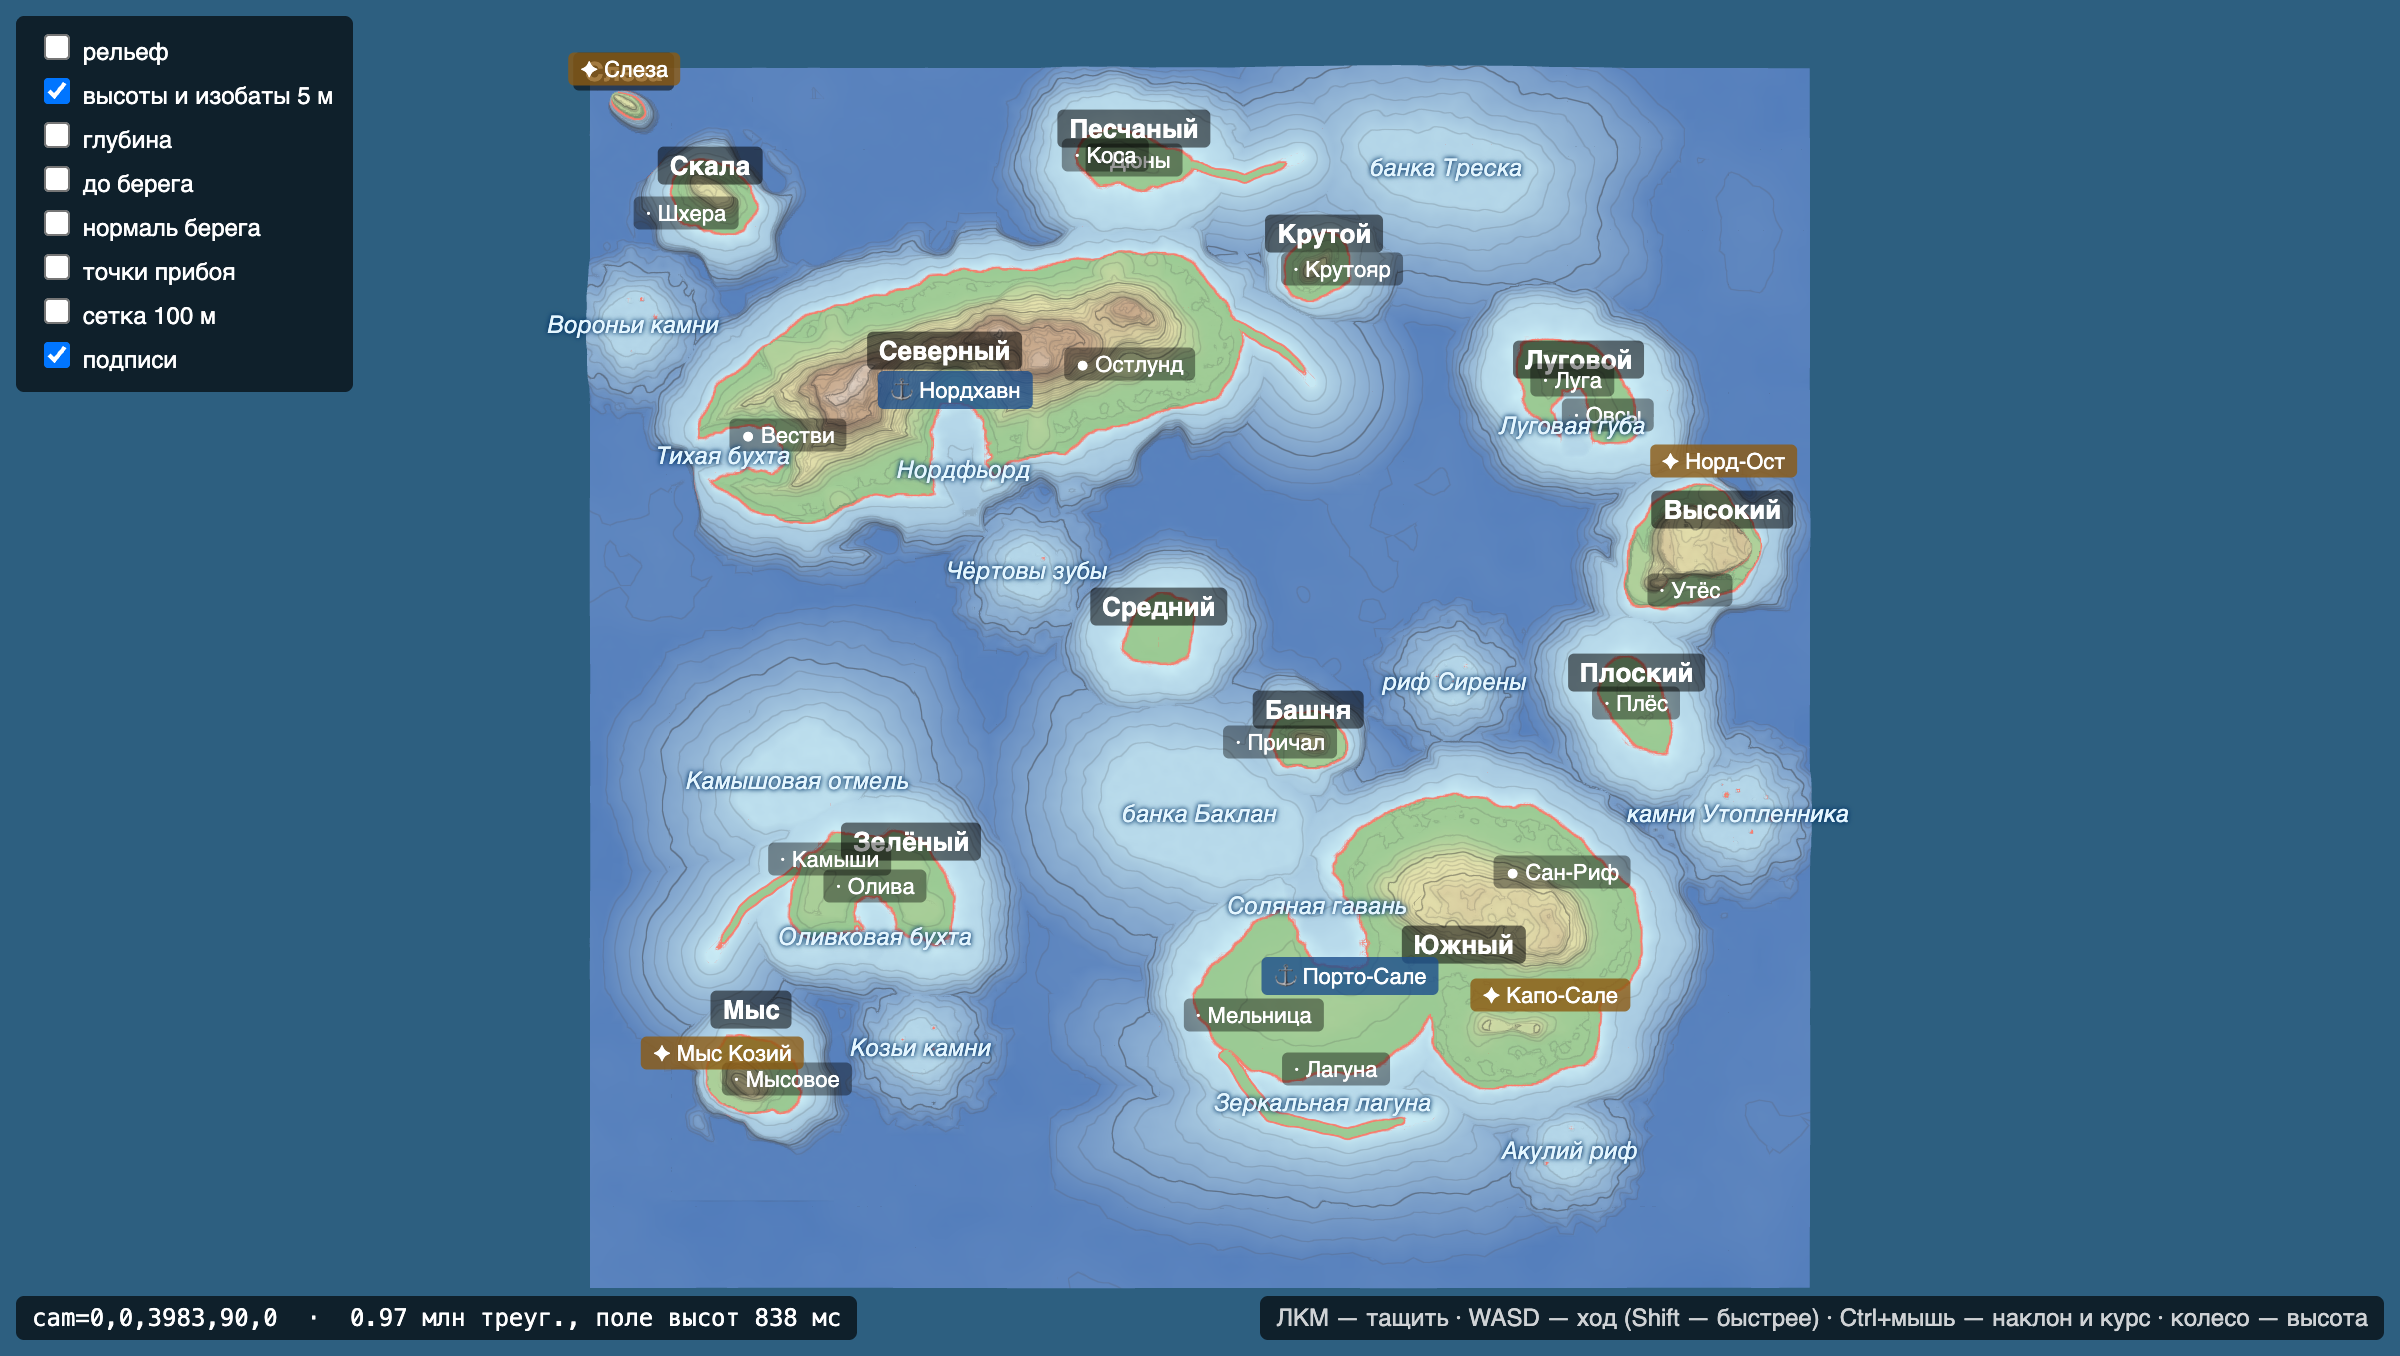 рельеф
высоты и изобаты 5 м
глубина
до берега
нормаль берега
точки прибоя
сетка 100 м
подписи
✦ Слеза
Песчаный
· Коса
Дюны
банка Треска
Скала
· Шхера
Крутой
· Крутояр
Вороньи камни
Северный
⚓ Нордхавн
● Остлунд
Луговой
· Луга
· Овсы
Луговая губа
● Вестви
Тихая бухта
Нордфьорд
✦ Норд-Ост
Высокий
· Утёс
Чёртовы зубы
Средний
Плоский
· Плёс
риф Сирены
Башня
· Причал
Камышовая отмель
банка Баклан
камни Утопленника
Зелёный
· Камыши
· Олива
Оливковая бухта
● Сан-Риф
Соляная гавань
Южный
⚓ Порто-Сале
✦ Капо-Сале
· Мельница
Мыс
✦ Мыс Козий
· Мысовое
Козьи камни
· Лагуна
Зеркальная лагуна
Акулий риф
cam=0,0,3983,90,0 · 0.97 млн треуг., поле высот 838 мс
ЛКМ — тащить · WASD — ход (Shift — быстрее) · Ctrl+мышь — наклон и курс · колесо — высота